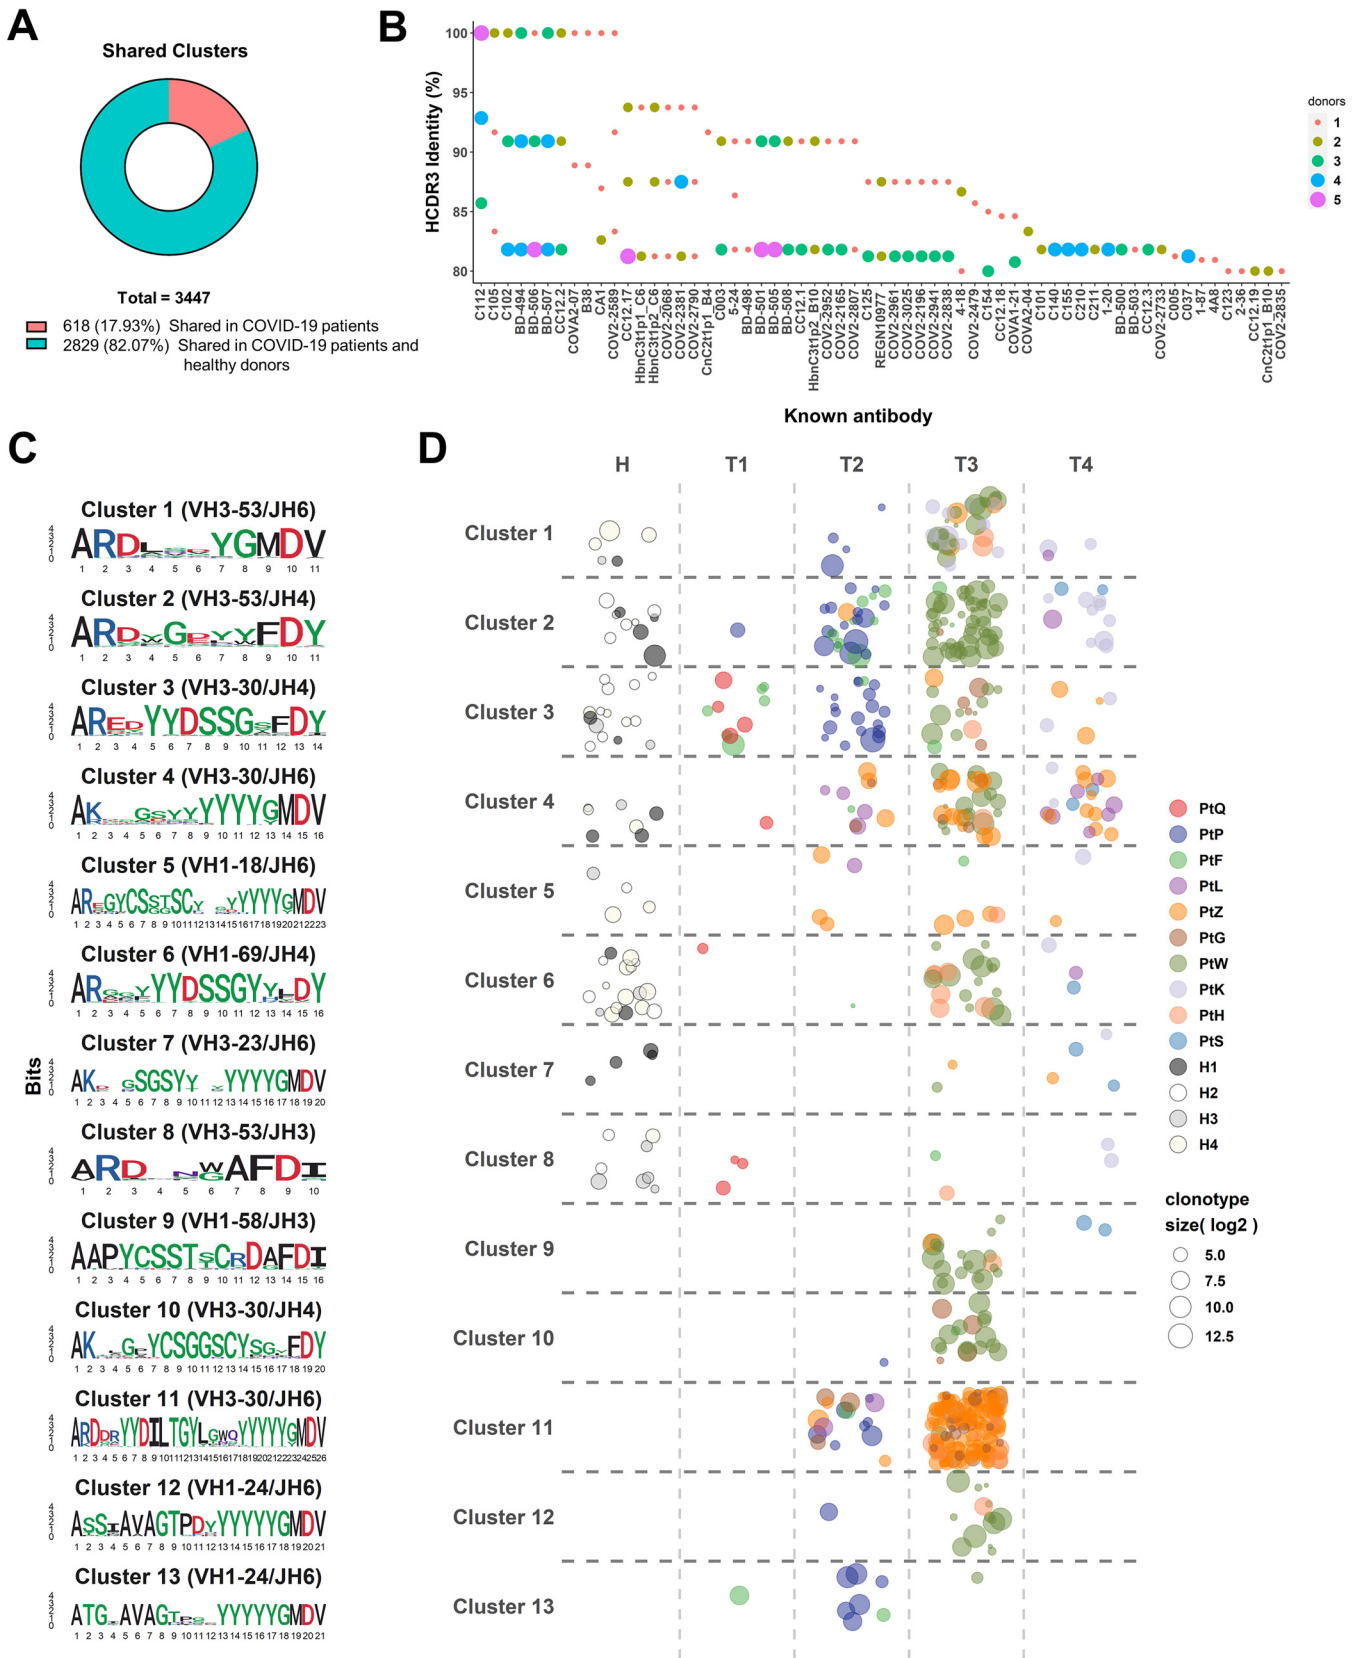 A
Shared Clusters
Total = 3447
618 (17.93%) Shared in COVID-19 patients
2829 (82.07%) Shared in COVID-19 patients and
healthy donors
B
HCDR3 Identity (%)
100
95
90
85
80
C112
C105
C102
BD-494
BD-506
BD-507
CC12.2
COVA2-07
B38
CA1
COV2-2589
CC12.17
HbnC3t1p1_C6
HbnC3t1p2_C6
COV2-2068
COV2-2381
COV2-2790
CnC2t1p1_B4
C003
5-24
BD-498
BD-501
BD-505
BD-508
CC12.1
HbnC3t1p2_B10
COV2-2952
COV2-2165
COV2-2807
C125
REGN10977
COV2-2961
COV2-3025
COV2-2196
COV2-2941
COV2-2838
4-18
COV2-2479
C154
CC12.18
COVA1-21
COVA2-04
C101
C140
C155
C210
C211
1-20
BD-500
BD-503
CC12.3
COV2-2733
C005
C037
1-87
4A8
C123
2-36
CC12.19
CnC2t1p1_B10
COV2-2835
Known antibody
donors
1
2
3
4
5
C
Bits
Cluster 1 (VH3-53/JH6)
Cluster 2 (VH3-53/JH4)
Cluster 3 (VH3-30/JH4)
Cluster 4 (VH3-30/JH6)
Cluster 5 (VH1-18/JH6)
Cluster 6 (VH1-69/JH4)
Cluster 7 (VH3-23/JH6)
Cluster 8 (VH3-53/JH3)
Cluster 9 (VH1-58/JH3)
Cluster 10 (VH3-30/JH4)
Cluster 11 (VH3-30/JH6)
Cluster 12 (VH1-24/JH6)
Cluster 13 (VH1-24/JH6)
D
H T1 T2 T3 T4
Cluster 1
Cluster 2
Cluster 3
Cluster 4
Cluster 5
Cluster 6
Cluster 7
Cluster 8
Cluster 9
Cluster 10
Cluster 11
Cluster 12
Cluster 13
PtQ
PtP
PtF
PtL
PtZ
PtG
PtW
PtK
PtH
PtS
H1
H2
H3
H4
clonotype
size( log2 )
5.0
7.5
10.0
12.5